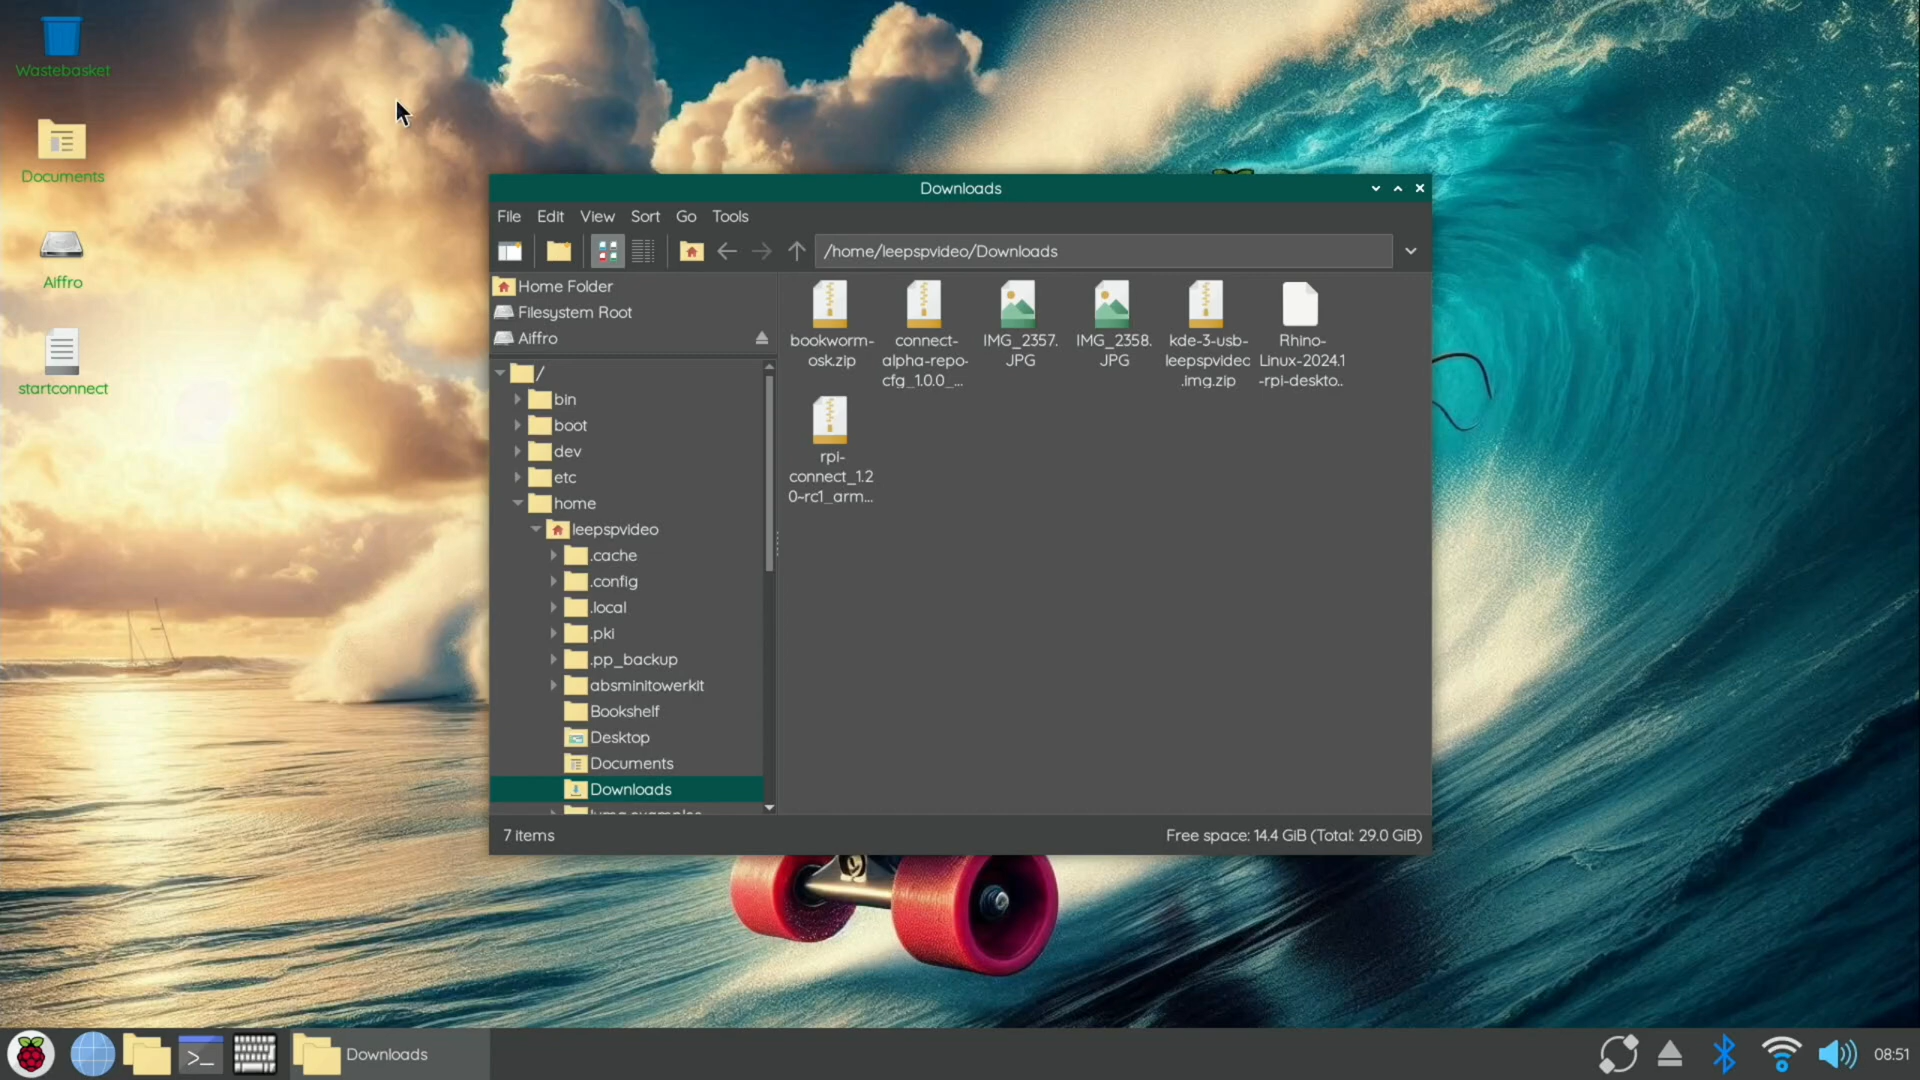 Wastebasket
Documents
Aiffro
startconnect
Downloads
File Edit View Sort Go Tools
/home/leepspvideo/Downloads
Home Folder
Filesystem Root
Aiffro
/
bin
boot
dev
etc
home
leepspvideo
.cache
.config
.local
.pki
.pp_backup
absminitowerkit
Bookshelf
Desktop
Documents
Downloads
bookworm-
osk.zip
connect-
alpha-repo-
cfg_1.0.0_...
IMG_2357.
JPG
IMG_2358.
JPG
kde-3-usb-
leepspvidec
.img.zip
Rhino-
Linux-2024.1
-rpi-deskto..
rpi-
connect_1.2
0~rc1_arm...
7 items
Free space: 14.4 GiB (Total: 29.0 GiB)
>_
Downloads
08:51